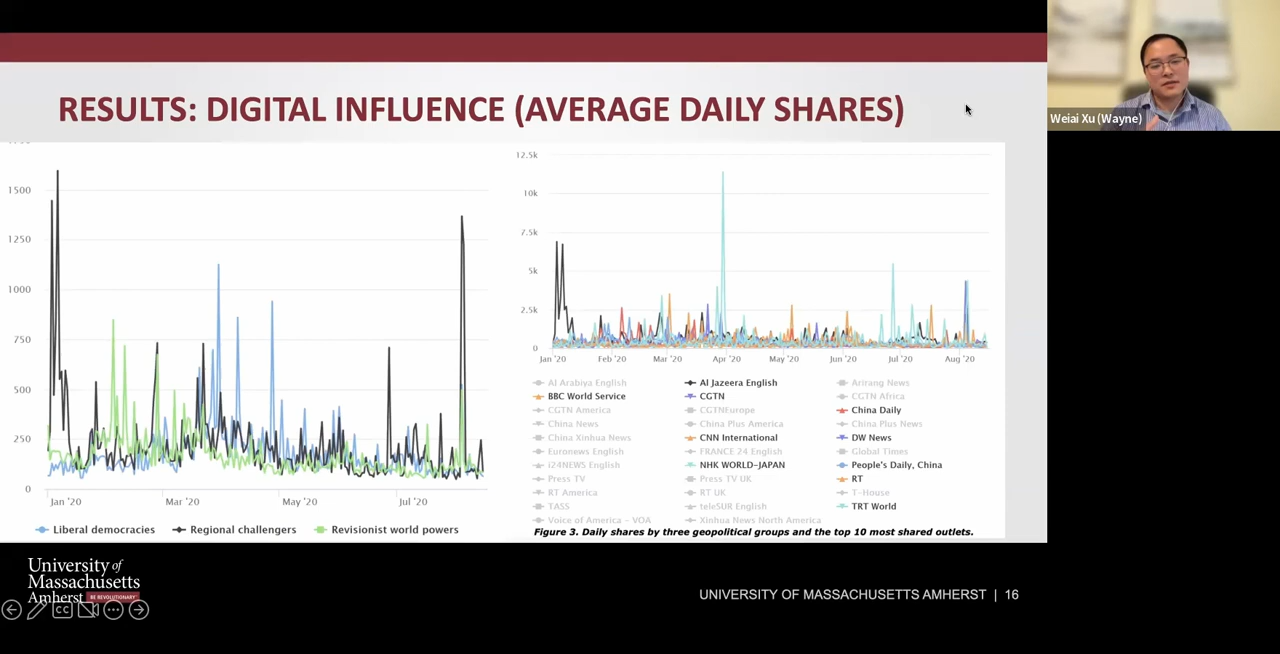 RESULTS: DIGITAL INFLUENCE (AVERAGE DAILY SHARES)
Weiai Xu (Wayne)
1500
1250
1000
750
500
250
0
Jan '20 Mar '20 May '20 Jul '20
Liberal democracies Regional challengers Revisionist world powers
12.5k
10k
7.5k
5k
2.5k
0
Jan '20 Feb '20 Mar '20 Apr '20 May '20 Jun '20 Jul '20 Aug '20
Al Arabiya English Al Jazeera English Arirang News
BBC World Service CGTN CGTN Africa
CGTN America CGTNEurope China Daily
China News China Plus America China Plus News
China Xinhua News CNN International DW News
Euronews English FRANCE 24 English Global Times
i24NEWS English NHK WORLD-JAPAN People's Daily, China
Press TV Press TV UK RT
RT America RT UK T-House
TASS teleSUR English TRT World
Voice of America - VOA Xinhua News North America
Figure 3. Daily shares by three geopolitical groups and the top 10 most shared outlets.
University of
Massachusetts
Amherst BE REVOLUTIONARY
CC
UNIVERSITY OF MASSACHUSETTS AMHERST | 16